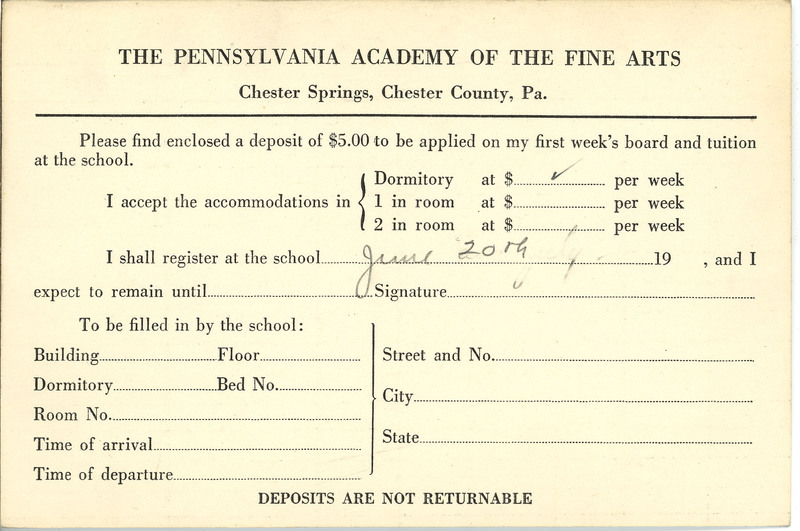 THE PENNSYLVANIA ACADEMY OF THE FINE ARTS
Chester Springs, Chester County, Pa.
Please find enclosed a deposit of $5.00 to be applied on my first week's board and tuition
at the school.
I accept the accommodations in
Dormitory at $ ✓ per week
1 in room at $ per week
2 in room at $ per week
I shall register at the school June 20th 19 , and I
expect to remain until Signature
To be filled in by the school:
Building Floor
Dormitory Bed No.
Room No.
Time of arrival
Time of departure
Street and No.
City
State
DEPOSITS ARE NOT RETURNABLE